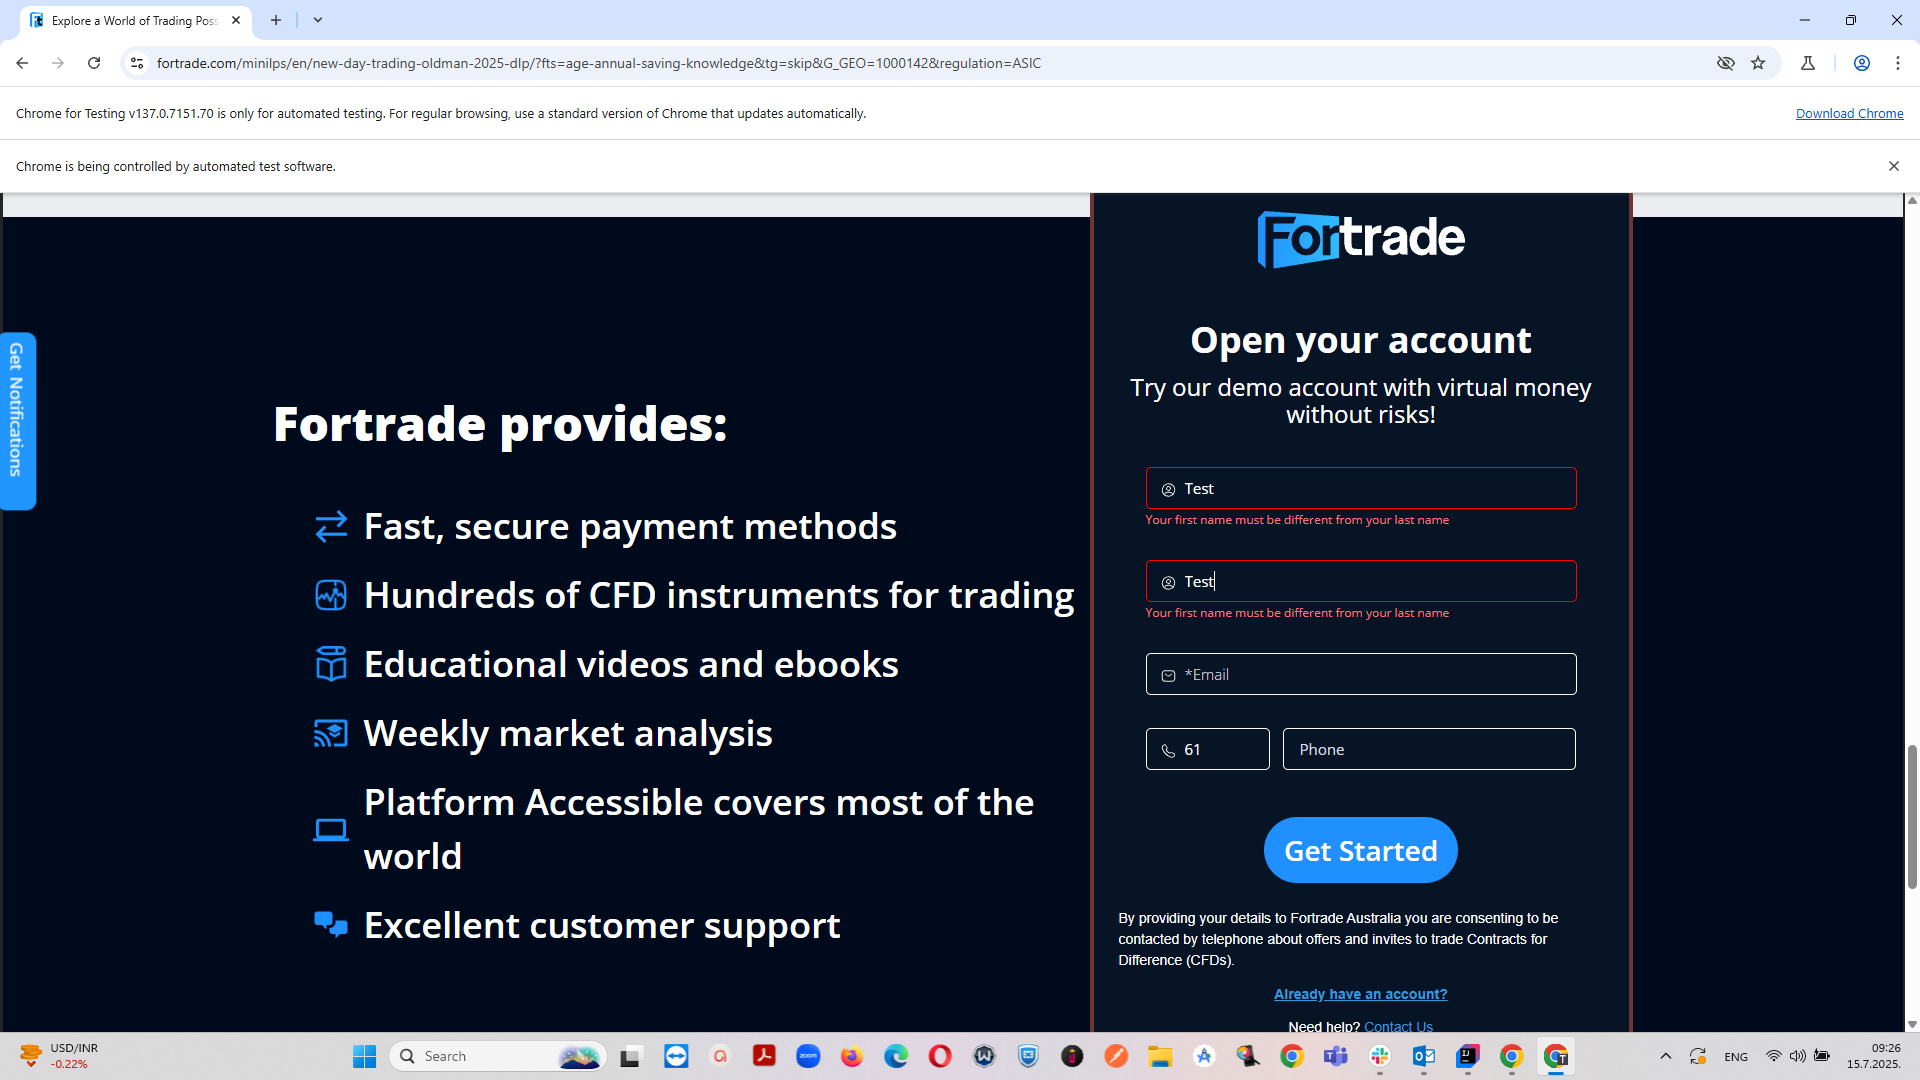 Explore a World of Trading Poss
fortrade.com/minilps/en/new-day-trading-oldman-2025-dlp/?fts=age-annual-saving-knowledge&tg=skip&G_GEO=1000142&regulation=ASIC
Chrome for Testing v137.0.7151.70 is only for automated testing. For regular browsing, use a standard version of Chrome that updates automatically.
Download Chrome
Chrome is being controlled by automated test software.
Get Notifications
Fortrade provides:
Fast, secure payment methods
Hundreds of CFD instruments for trading
Educational videos and ebooks
Weekly market analysis
Platform Accessible covers most of the
world
Excellent customer support
Fortrade
Open your account
Try our demo account with virtual money
without risks!
Test
Your first name must be different from your last name
Test
Your first name must be different from your last name
*Email
61
Phone
Get Started
By providing your details to Fortrade Australia you are consenting to be
contacted by telephone about offers and invites to trade Contracts for
Difference (CFDs).
Already have an account?
Need help? Contact Us
USD/INR
-0.22%
Search
zoom
ENG
09:26
15.7.2025.